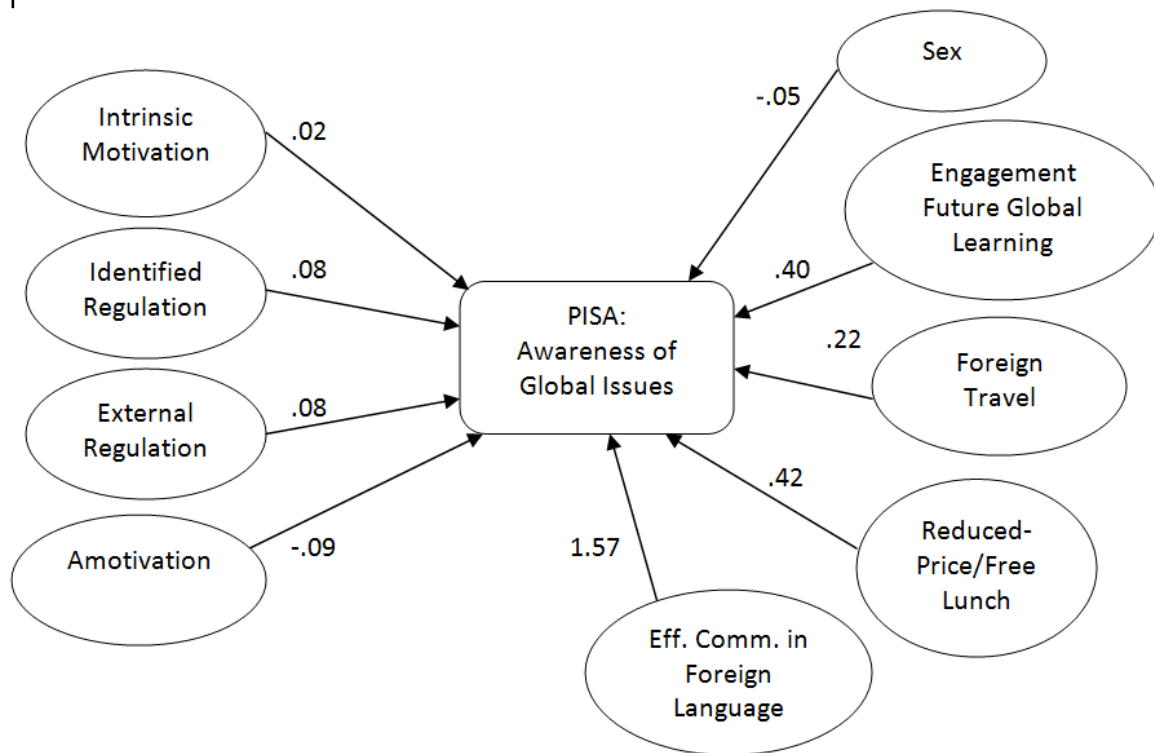 Intrinsic
Motivation
.02
Identified
Regulation
.08
External
Regulation
.08
Amotivation
-.09
PISA:
Awareness of
Global Issues
Sex
-.05
Engagement
Future Global
Learning
.40
Foreign
Travel
.22
Reduced-
Price/Free
Lunch
.42
Eff. Comm. in
Foreign
Language
1.57